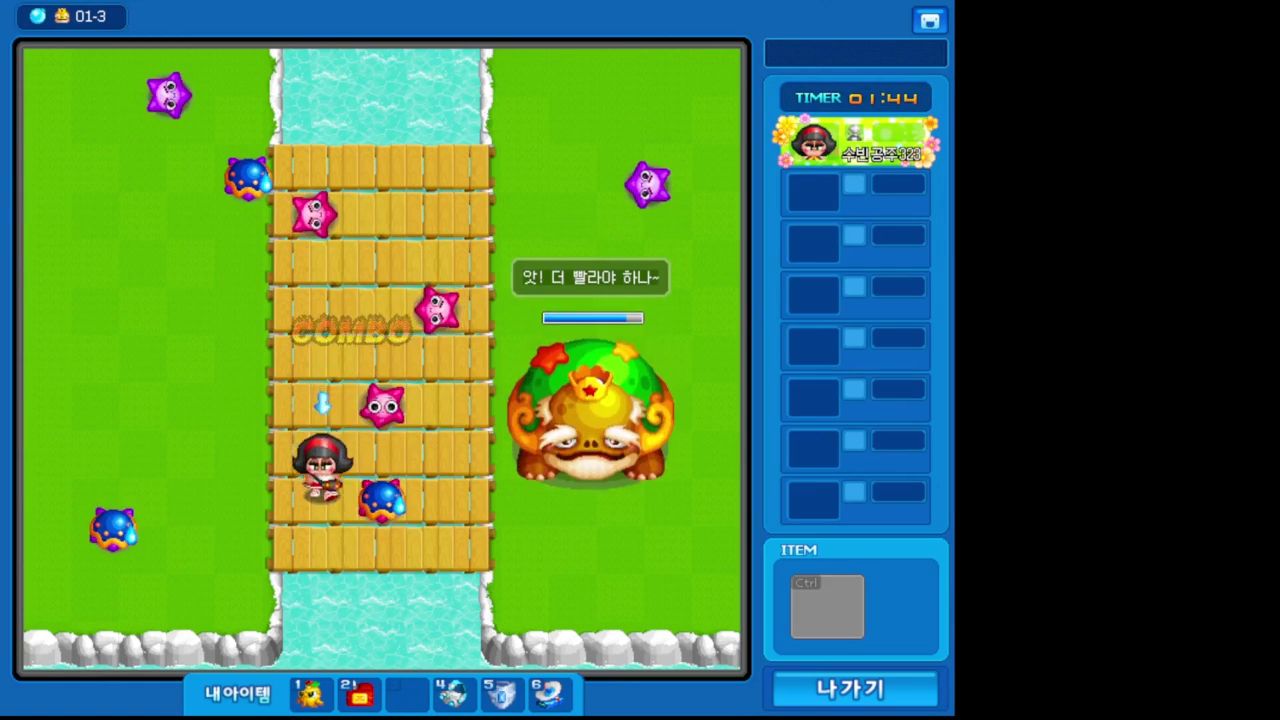 01-3
TIMER 01:44
수빈공주323
앗! 더 빨라야 하나~
COMBO
ITEM
Ctrl
내아이템
1
2
4
5
6
나가기